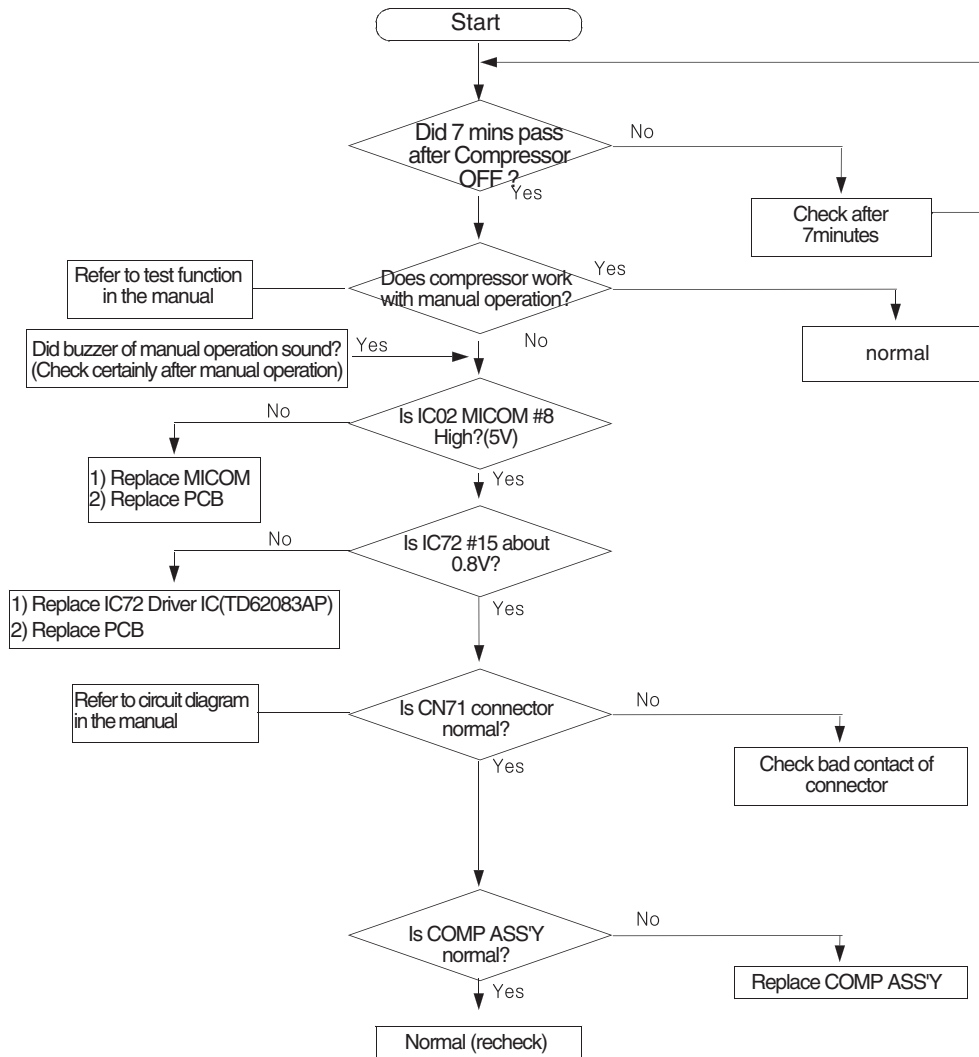 Start
Did 7 mins pass
after Compressor
OFF ?
No
Yes
Check after
7minutes
Refer to test function
in the manual
Does compressor work
with manual operation?
Yes
No
normal
Did buzzer of manual operation sound?
(Check certainly after manual operation)
Yes
Is IC02 MICOM #8
High?(5V)
No
Yes
1) Replace MICOM
2) Replace PCB
Is IC72 #15 about
0.8V?
No
Yes
1) Replace IC72 Driver IC(TD62083AP)
2) Replace PCB
Refer to circuit diagram
in the manual
Is CN71 connector
normal?
No
Yes
Check bad contact of
connector
Is COMP ASS'Y
normal?
No
Yes
Replace COMP ASS'Y
Normal (recheck)